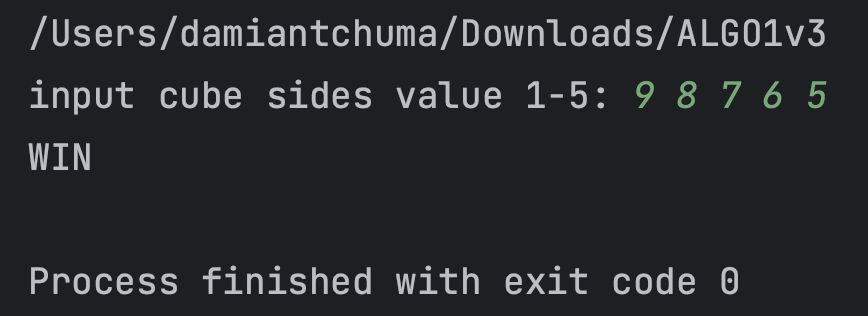 /Users/damiantchuma/Downloads/ALGO1v3
input cube sides value 1-5: 9 8 7 6 5
WIN
Process finished with exit code 0